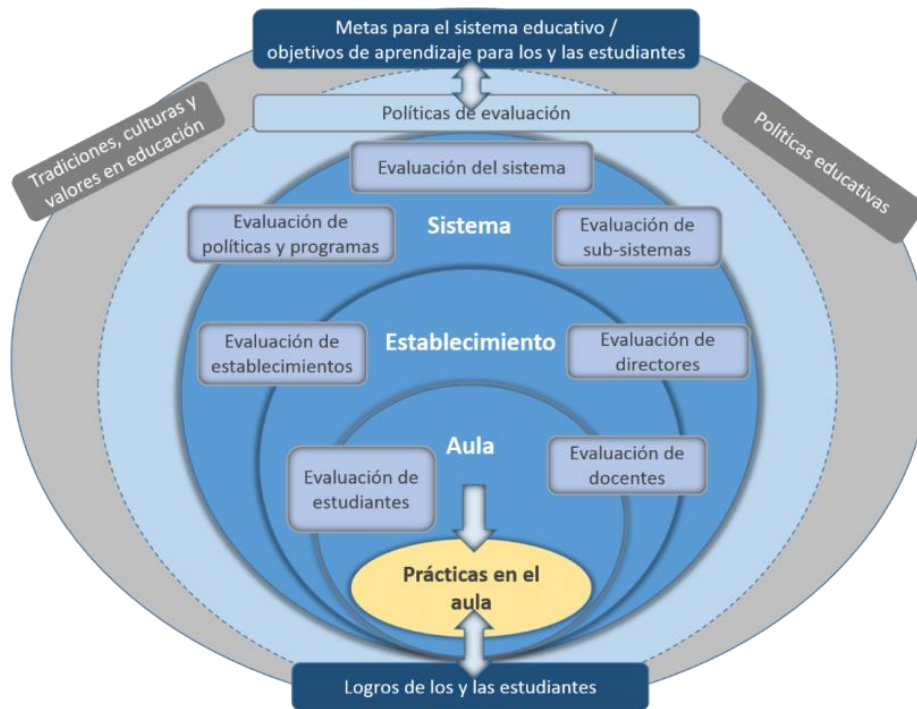 Metas para el sistema educativo /
objetivos de aprendizaje para los y las estudiantes
Tradiciones, culturas y
valores en educación
Políticas educativas
Políticas de evaluación
Evaluación del sistema
Evaluación de
políticas y programas
Sistema
Evaluación de
sub-sistemas
Evaluación de
establecimientos
Establecimiento
Evaluación de
directores
Aula
Evaluación de
estudiantes
Evaluación de
docentes
Prácticas en el
aula
Logros de los y las estudiantes